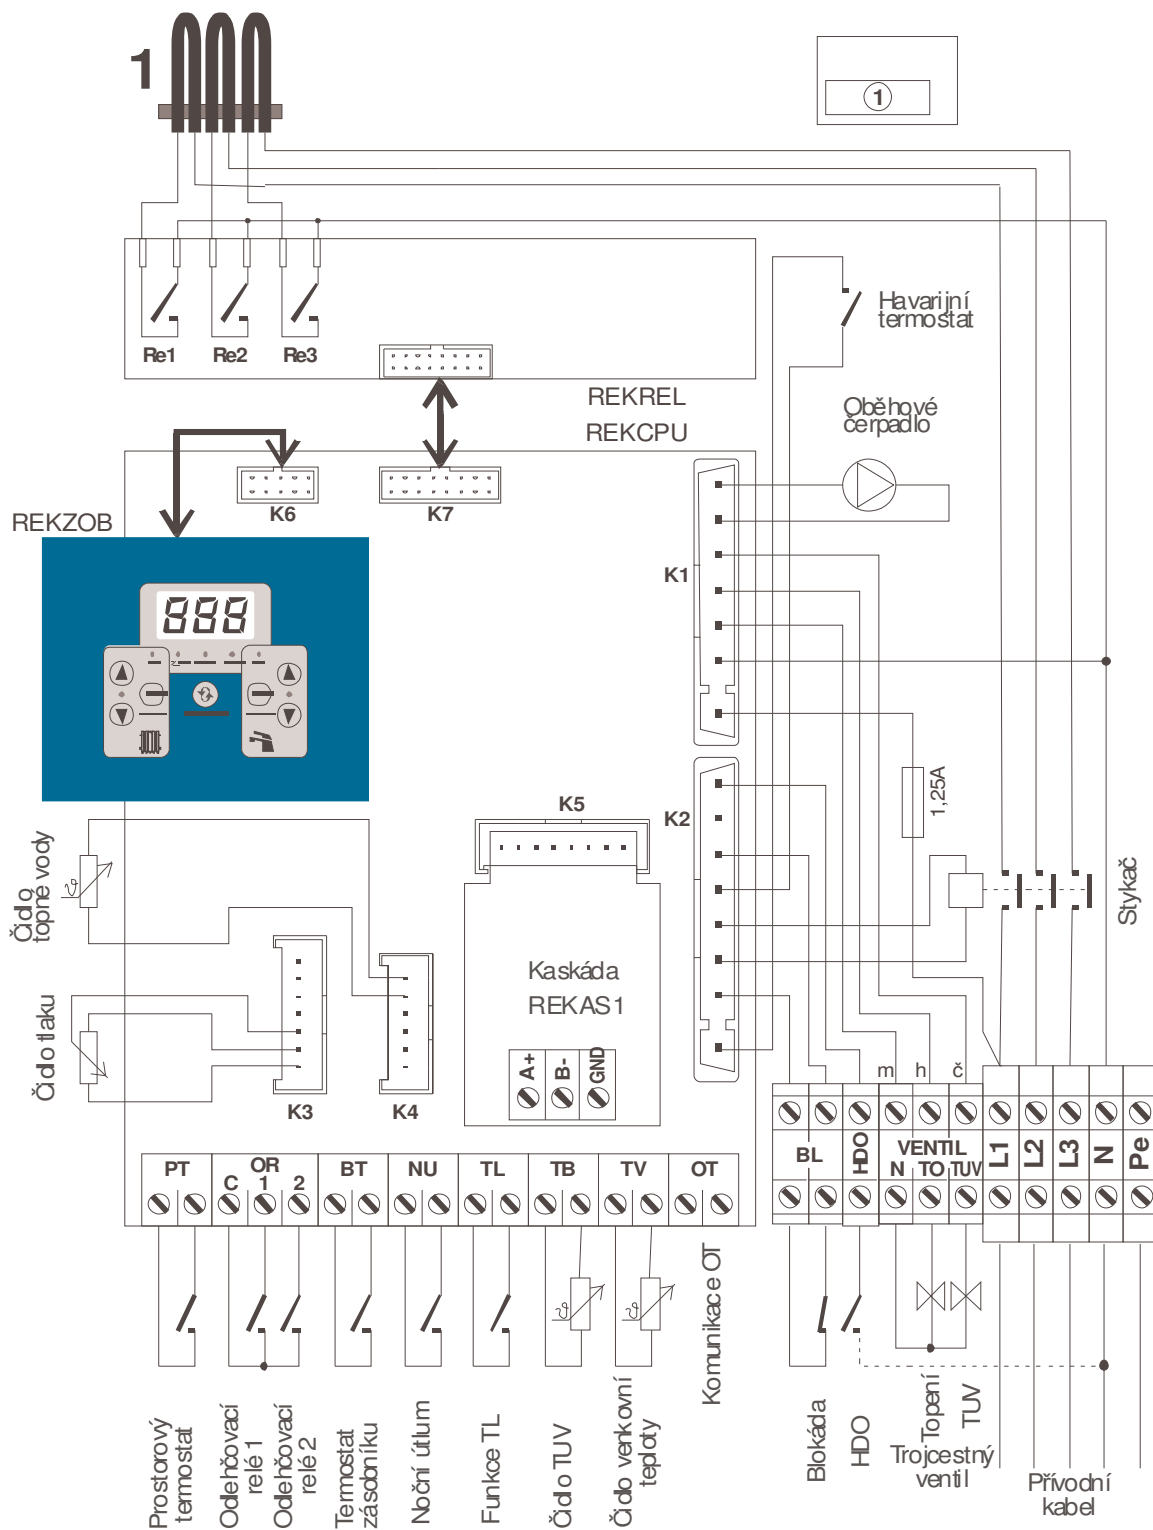 1
1
Re1
Re2
Re3
Havarijní
termostat
REKREL
REKCPU
Oběhové
čerpadlo
K6
K7
REKZOB
888
K1
1,25A
K5
K2
Čidlo
topné vody
Stykač
Kaskáda
REKAS1
Čidlo tlaku
A+
B-
GND
K3
K4
m
h
č
PT
OR
C
1
2
BT
NU
TL
TB
TV
OT
BL
HDO
VENTIL
N
TO
TUV
L1
L2
L3
N
Pe
Prostorový
termostat
Odlehčovací
relé 1
Odlehčovací
relé 2
Termostat
zásobníku
Noční útlum
Funkce TL
Čidlo TUV
Čidlo venkovní
teploty
Komunikace OT
Blokáda
HDO
Topení
TUV
Trojcestný
ventil
Přívodní
kabel